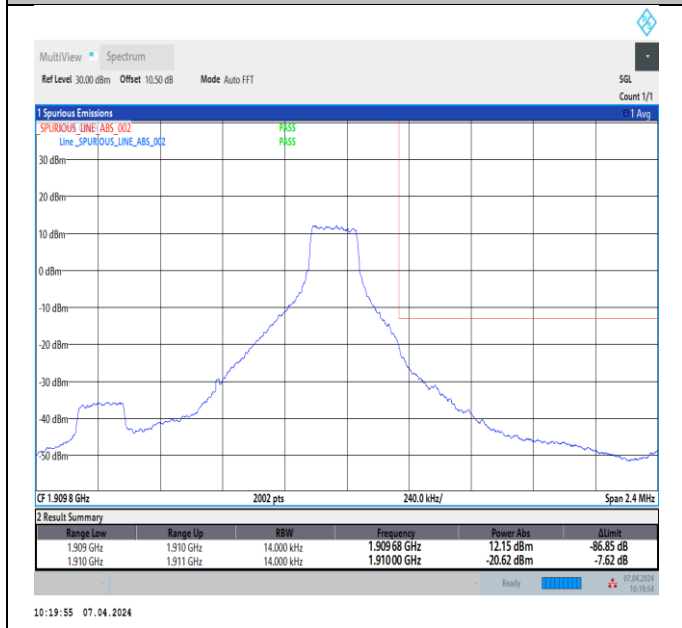 MultiView Spectrum
Ref Level 30.00 dBm Offset 10.50 dB Mode Auto FFT SGL
Count 1/1
1 Spurious Emissions 1 Avg
_SPURIOUS_LINE_ABS_002 PASS
Line _SPURIOUS_LINE_ABS_002 PASS
30 dBm
20 dBm
10 dBm
0 dBm
-10 dBm
-20 dBm
-30 dBm
-40 dBm
-50 dBm
CF 1.909 8 GHz 2002 pts 240.0 kHz/ Span 2.4 MHz
2 Result Summary
Range Low Range Up RBW Frequency Power Abs ΔLimit
1.909 GHz 1.910 GHz 14.000 kHz 1.909 68 GHz 12.15 dBm -86.85 dB
1.910 GHz 1.911 GHz 14.000 kHz 1.910 00 GHz -20.62 dBm -7.62 dB
Ready 07.04.2024
10:19:54
10:19:55 07.04.2024